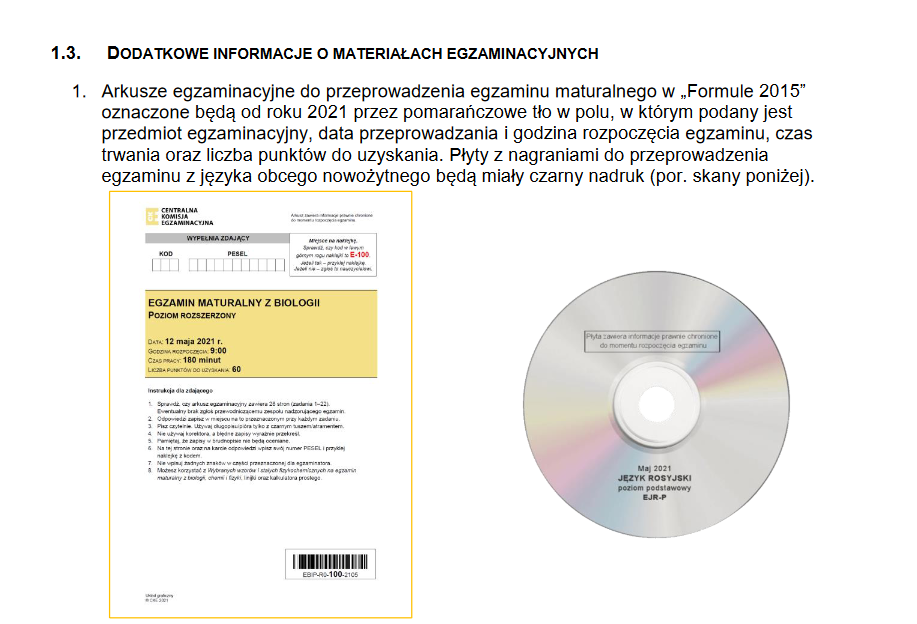 1.3. DODATKOWE INFORMACJE O MATERIAŁACH EGZAMINACYJNYCH
1. Arkusze egzaminacyjne do przeprowadzenia egzaminu maturalnego w „Formule 2015”
oznaczone będą od roku 2021 przez pomarańczowe tło w polu, w którym podany jest
przedmiot egzaminacyjny, data przeprowadzania i godzina rozpoczęcia egzaminu, czas
trwania oraz liczba punktów do uzyskania. Płyty z nagraniami do przeprowadzenia
egzaminu z języka obcego nowożytnego będą miały czarny nadruk (por. skany poniżej).
CENTRALNA
KOMISJA
EGZAMINACYJNA
Arkusz zawiera informacje prawnie chronione
do momentu rozpoczęcia egzaminu.
WYPEŁNIA ZDAJĄCY
KOD PESEL
Miejsce na naklejkę.
Sprawdź, czy kod w lewym
górnym rogu naklejki to E-100.
Jeżeli tak – przyklej naklejkę.
Jeżeli nie – zgłoś to nauczycielowi.
EGZAMIN MATURALNY Z BIOLOGII
POZIOM ROZSZERZONY
DATA: 12 maja 2021 r.
GODZINA ROZPOCZĘCIA: 9:00
CZAS PRACY: 180 minut
LICZBA PUNKTÓW DO UZYSKANIA: 60
Instrukcja dla zdającego
1. Sprawdź, czy arkusz egzaminacyjny zawiera 28 stron (zadania 1–22).
Ewentualny brak zgłoś przewodniczącemu zespołu nadzorującego egzamin.
2. Odpowiedzi zapisz w miejscu na to przeznaczonym przy każdym zadaniu.
3. Pisz czytelnie. Używaj długopisu/pióra tylko z czarnym tuszem/atramentem.
4. Nie używaj korektora, a błędne zapisy wyraźnie przekreśl.
5. Pamiętaj, że zapisy w brudnopisie nie będą oceniane.
6. Na tej stronie oraz na karcie odpowiedzi wpisz swój numer PESEL i przyklej
naklejkę z kodem.
7. Nie wpisuj żadnych znaków w części przeznaczonej dla egzaminatora.
8. Możesz korzystać z Wybranych wzorów i stałych fizykochemicznych na egzamin
maturalny z biologii, chemii i fizyki, linijki oraz kalkulatora prostego.
EBIP-R0-100-2105
Układ graficzny
© CKE 2021
Płyta zawiera informacje prawnie chronione
do momentu rozpoczęcia egzaminu
Maj 2021
JĘZYK ROSYJSKI
poziom podstawowy
EJR-P